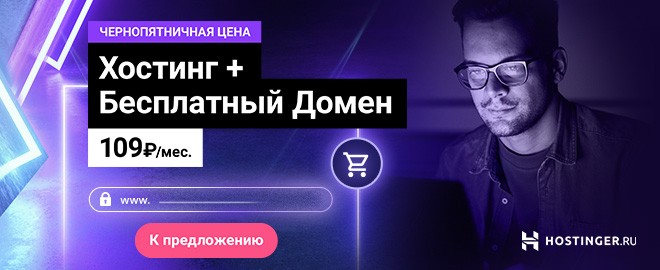 ЧЕРНОПЯТНИЧНАЯ ЦЕНА
Хостинг +
Бесплатный Домен
109₽/мес.
www.
К предложению
HOSTINGER.RU